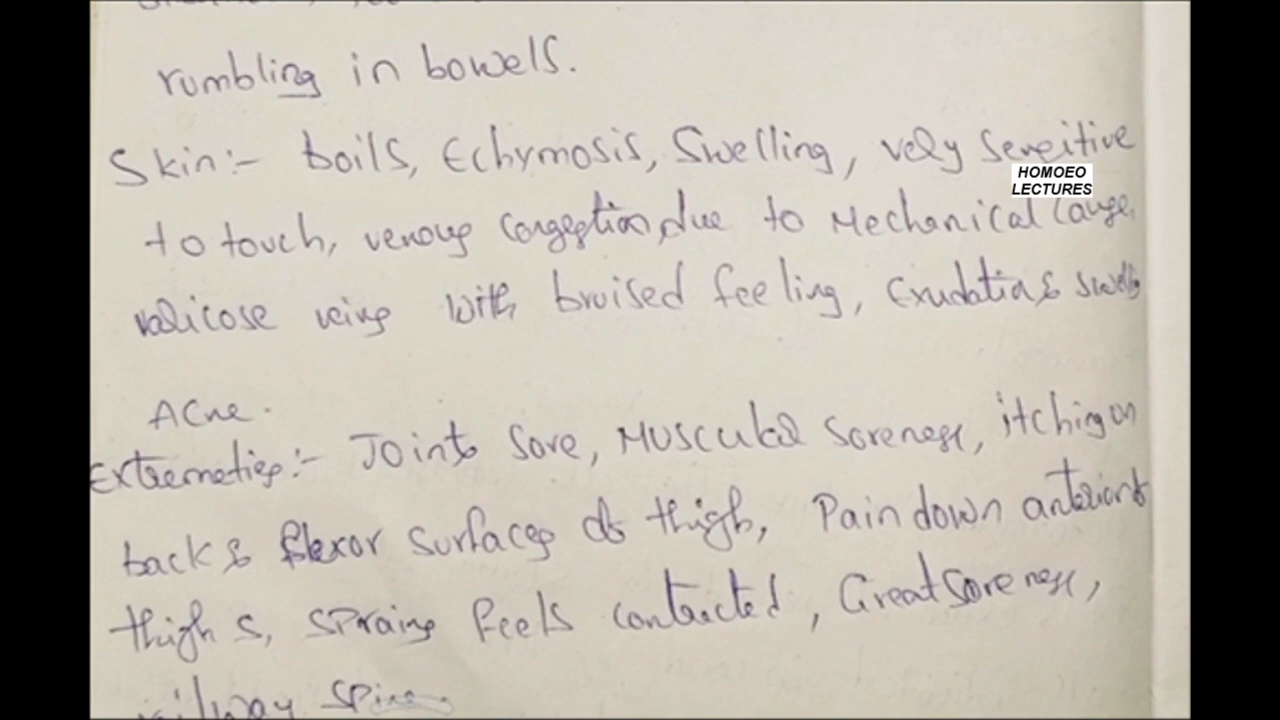 rumbling in bowels.
Skin:- boils, Echymosis, Swelling, very sensitive
HOMOEO
LECTURES
to touch, venous congestion, due to Mechanical Cause,
varicose veins with bruised feeling, Exudation & swelling
Acne.
Extremeties:- Joints Sore, Muscular Soreness, itching on
back & flexor surfaces of thigh, Pain down anterior
thighs, Sprains feels contracted, Great Soreness,
railway Spine.